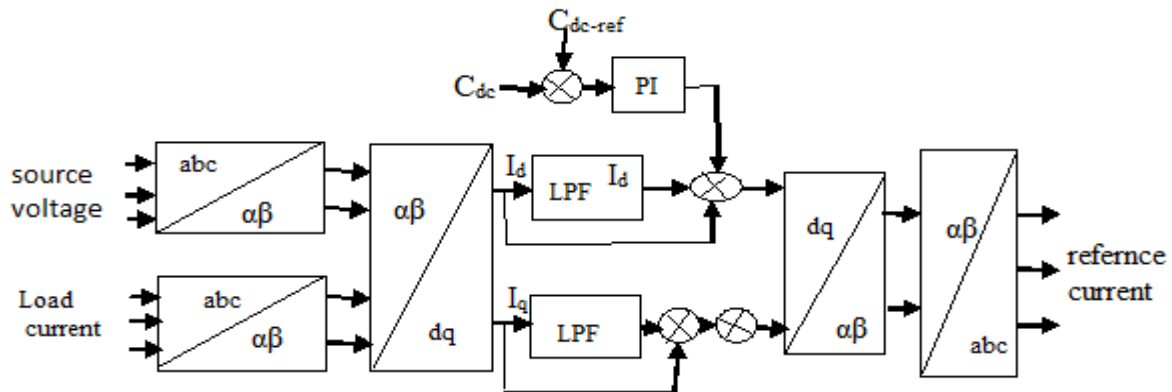 Cdc-ref
Cdc
PI
source
voltage
abc
αβ
αβ
dq
Id
LPF
Id
dq
αβ
αβ
abc
refernce
current
Load
current
abc
αβ
Iq
LPF